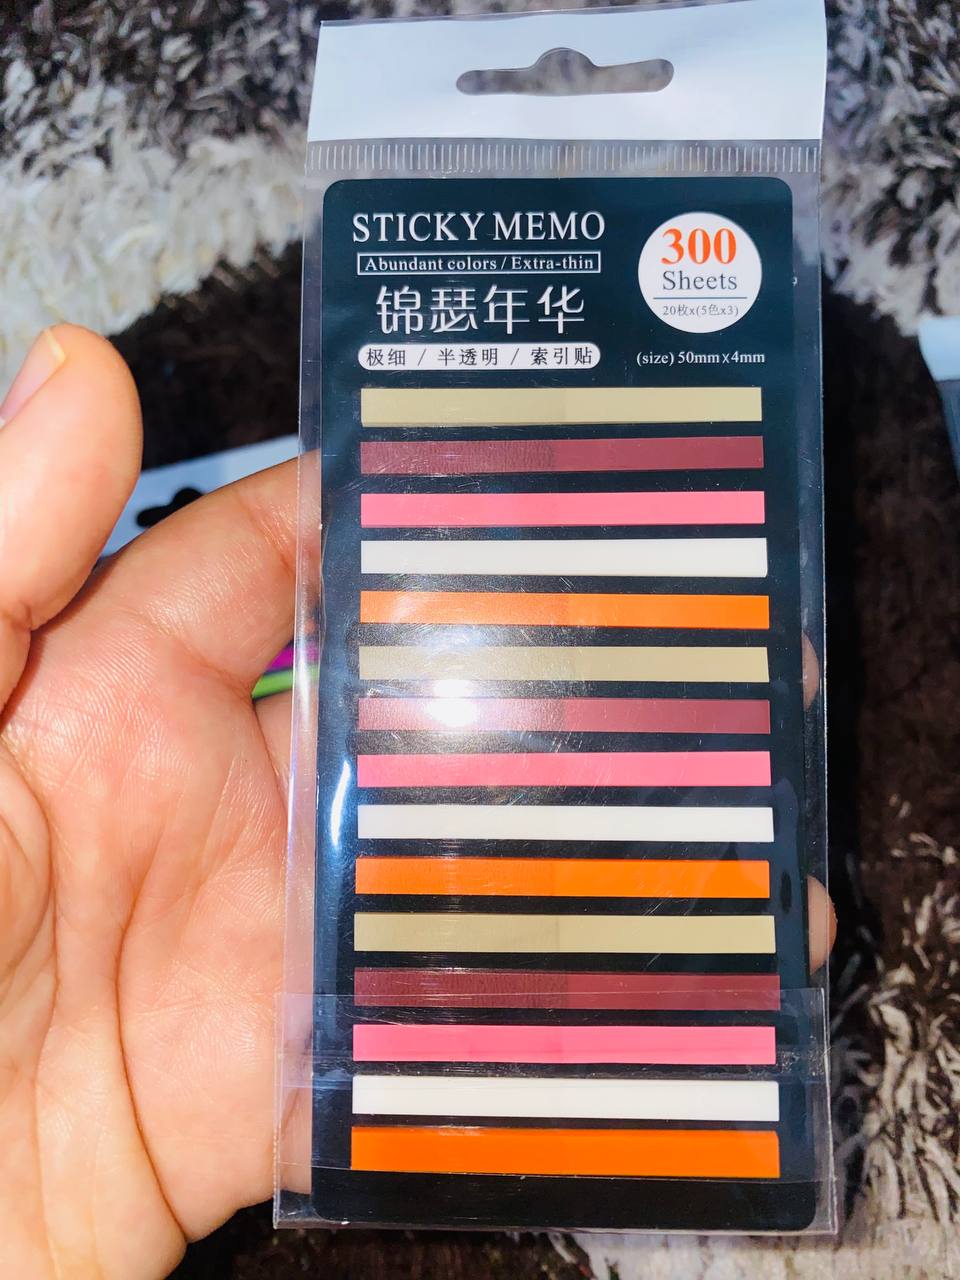 STICKY MEMO
Abundant colors / Extra-thin
锦瑟年华
极细 / 半透明 / 索引贴
300
Sheets
20枚x(5色x3)
(size) 50mm x 4mm